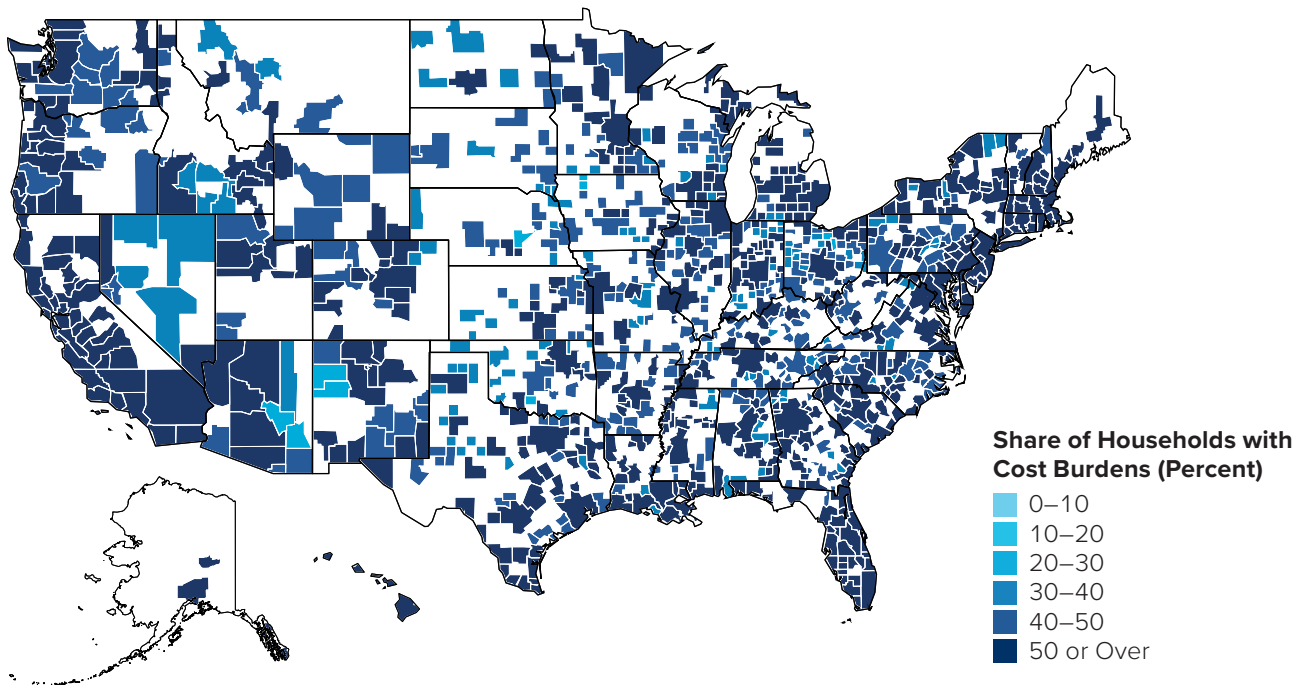 Share of Households with
Cost Burdens (Percent)
0–10
10–20
20–30
30–40
40–50
50 or Over